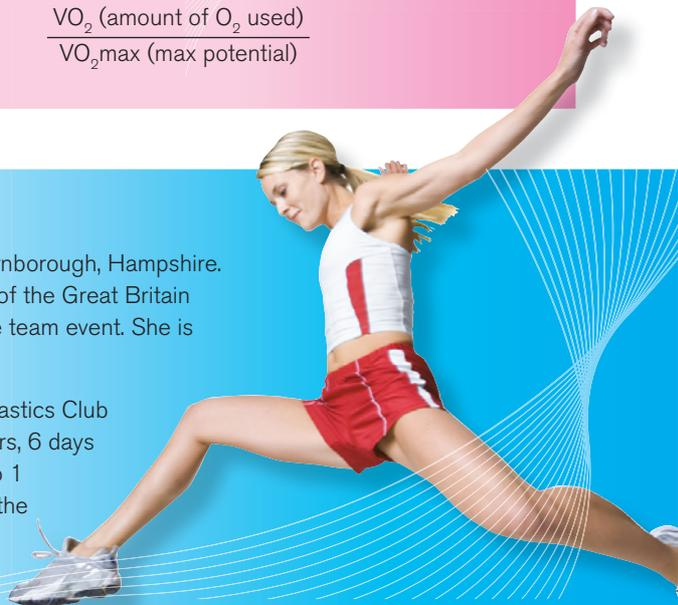 VO₂ (amount of O₂ used)
VO₂max (max potential)
rnborough, Hampshire.
of the Great Britain
team event. She is
astics Club
rs, 6 days
1
the